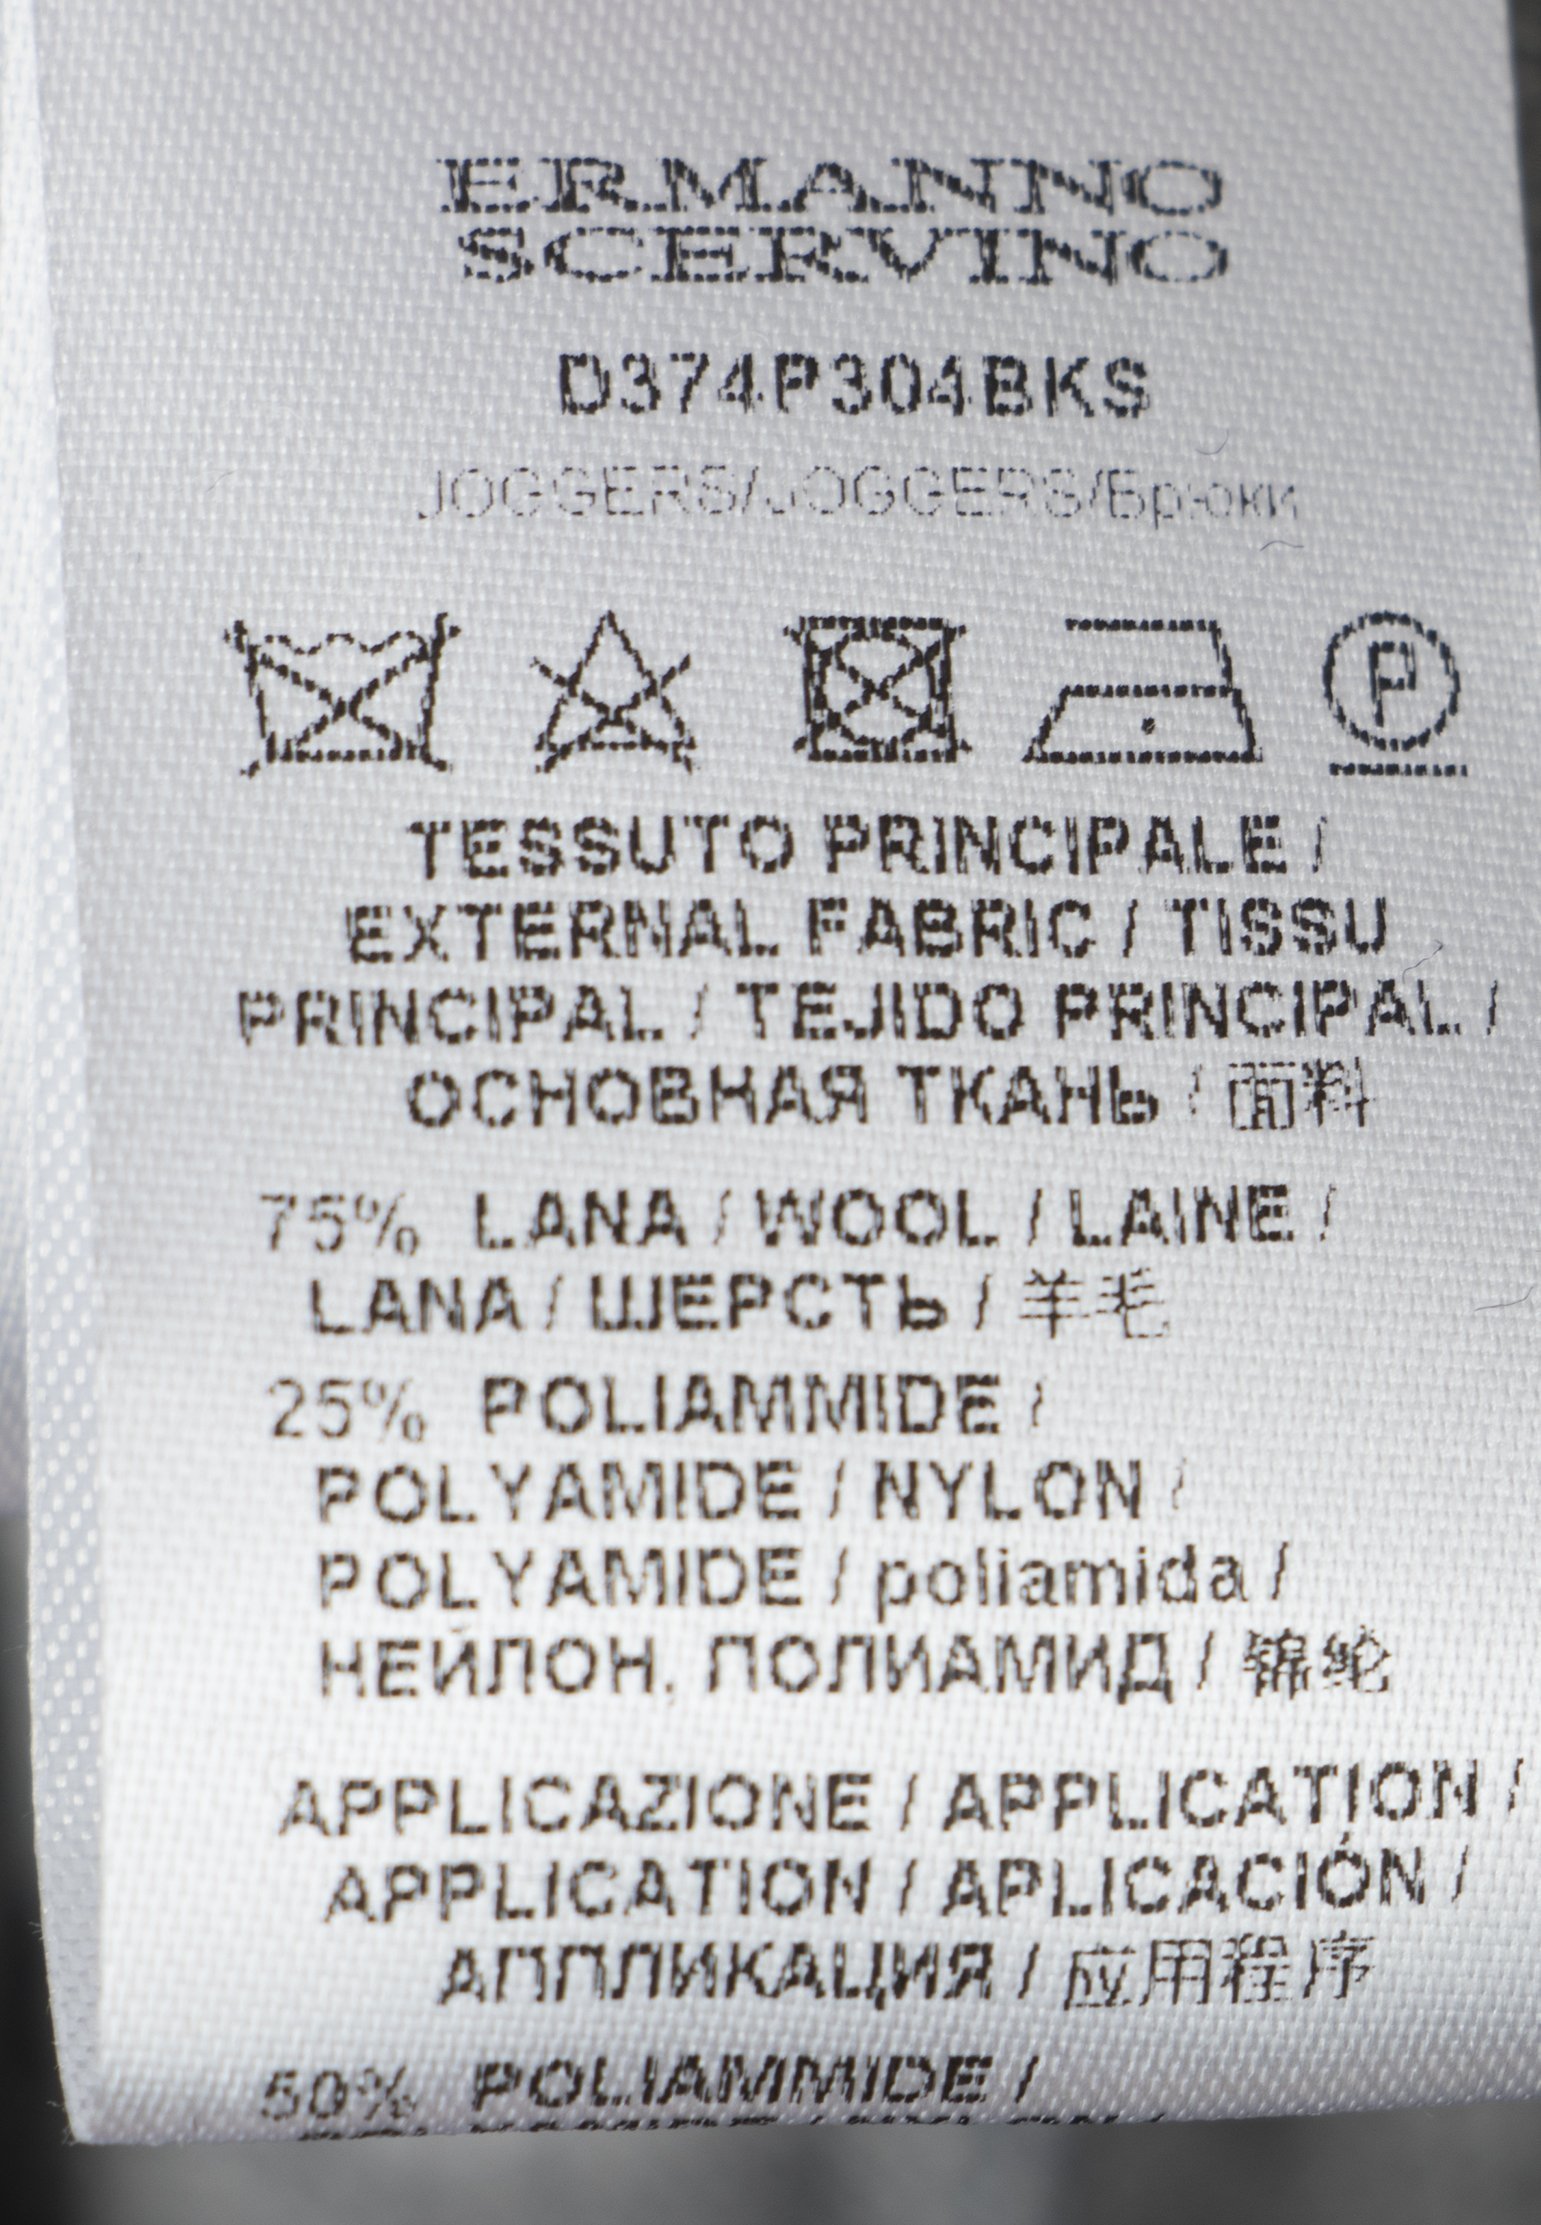 ERMANNO
SCERVINO
D374P304BKS
JOGGERS/JOGGERS/Брюки
P
TESSUTO PRINCIPALE /
EXTERNAL FABRIC / TISSU
PRINCIPAL / TEJIDO PRINCIPAL /
ОСНОВНАЯ ТКАНЬ / 面料
75% LANA / WOOL / LAINE /
LANA / ШЕРСТЬ / 羊毛
25% POLIAMMIDE /
POLYAMIDE / NYLON /
POLYAMIDE / poliamida /
НЕЙЛОН. ПОЛИАМИД / 锦纶
APPLICAZIONE / APPLICATION /
APPLICATION / APLICACIÓN /
АППЛИКАЦИЯ / 应用程序
50% POLIAMMIDE /